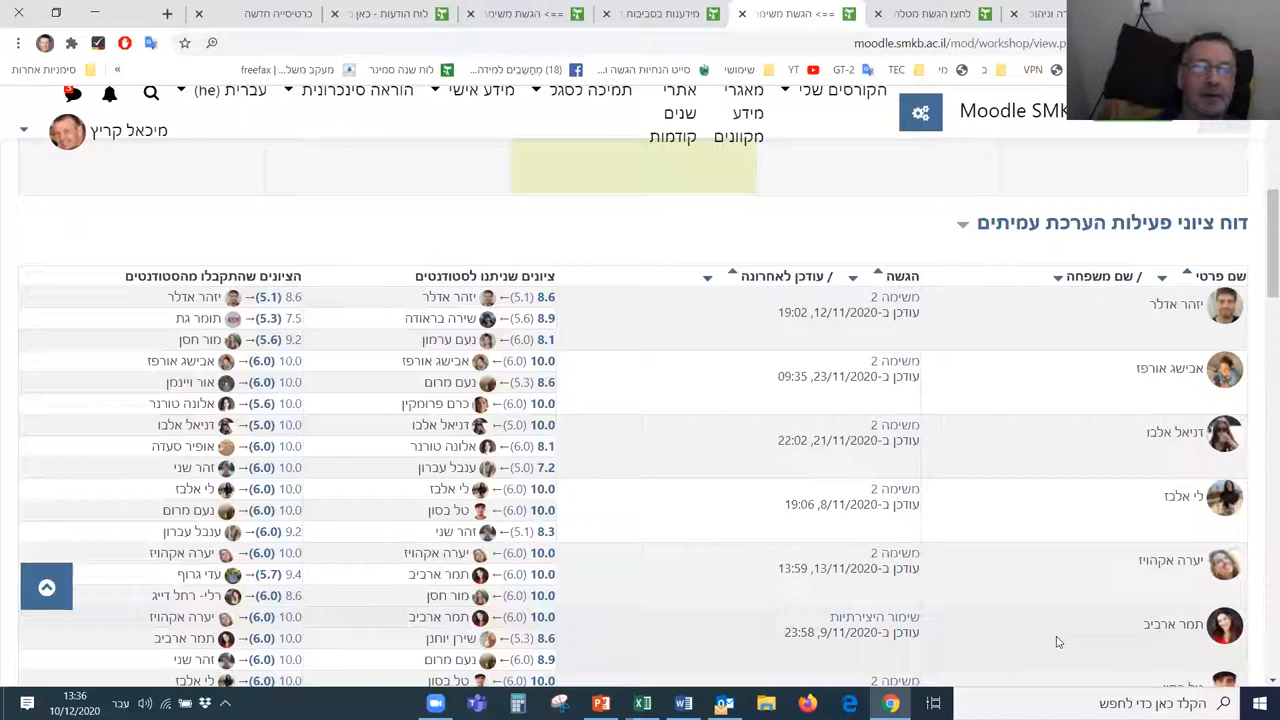 כרטיסייה חדשה
לוח הודעות - כאן פ
<== הגשת משימר
מידענות בסביבות ד
<== הגשת משימר
לחצו הגשת מטלה
moodle.smkb.ac.il/mod/workshop/view.p
סימניות אחרות
»
freefax
מעקב משל...
לוח שנה סמינר
(18) מְחַשְּׁבִים לְמִידָה...
סייט הנחיות הגשה ו...
שימושי
YT
GT-2
TEC
מי
ב
VPN
הקורסים שלי
מאגרי מידע מקוונים
אתרי שנים קודמות
תמיכה לסגל
מידע אישי
הוראה סינכרונית
עברית (he)
Moodle SMK
מיכאל קריץ
דוח ציוני פעילות הערכת עמיתים
שם פרטי / שם משפחה הגשה / עודכן לאחרונה ציונים שניתנו לסטודנטים הציונים שהתקבלו מהסטודנטים
יזהר אדלר
משימה 2
עודכן ב-12/11/2020, 19:02
8.6 (5.1)← יזהר אדלר
8.9 (5.6)← שירה בראודה
8.1 (6.0)← נעם ערמון
8.6 (5.1)→ יזהר אדלר
7.5 (5.3)→ תומר גת
9.2 (5.6)→ מור חסן
אבישג אורפז
משימה 2
עודכן ב-23/11/2020, 09:35
10.0 (6.0)← אבישג אורפז
8.6 (5.3)← נעם מרום
10.0 (6.0)← כרם פרומקין
10.0 (6.0)→ אבישג אורפז
10.0 (6.0)→ אור ויינמן
10.0 (5.6)→ אלונה טורנר
דניאל אלבו
משימה 2
עודכן ב-21/11/2020, 22:02
10.0 (6.0)← דניאל אלבו
8.1 (6.0)← אלונה טורנר
7.2 (5.0)← ענבל עברון
10.0 (5.0)→ דניאל אלבו
10.0 (6.0)→ אופיר סעדה
10.0 (6.0)→ זהר שני
לי אלבז
משימה 2
עודכן ב-8/11/2020, 19:06
10.0 (6.0)← לי אלבז
10.0 (6.0)← טל בסון
8.3 (5.1)← זהר שני
10.0 (6.0)→ לי אלבז
10.0 (6.0)→ נועם מרום
9.2 (6.0)→ ענבל עברון
יערה אקהויז
משימה 2
עודכן ב-13/11/2020, 13:59
10.0 (6.0)← יערה אקהויז
10.0 (6.0)← תמר ארביב
10.0 (6.0)← מור חסן
10.0 (6.0)→ יערה אקהויז
9.4 (5.7)→ עדי גרוף
8.6 (6.0)→ רלי- רחל דייג
תמר ארביב
שימור היצירתיות
עודכן ב-9/11/2020, 23:58
10.0 (6.0)← תמר ארביב
8.6 (5.3)← שירן יוחנן
8.9 (6.0)← נעם מרום
10.0 (6.0)→ יערה אקהויז
10.0 (6.0)→ תמר ארביב
10.0 (6.0)→ זהר שני
משימה 2
10.0 (6.0)← טל בסון
10.0 (6.0)→ לי אלבז
הקלד כאן כדי לחפש
עבר
13:36
10/12/2020